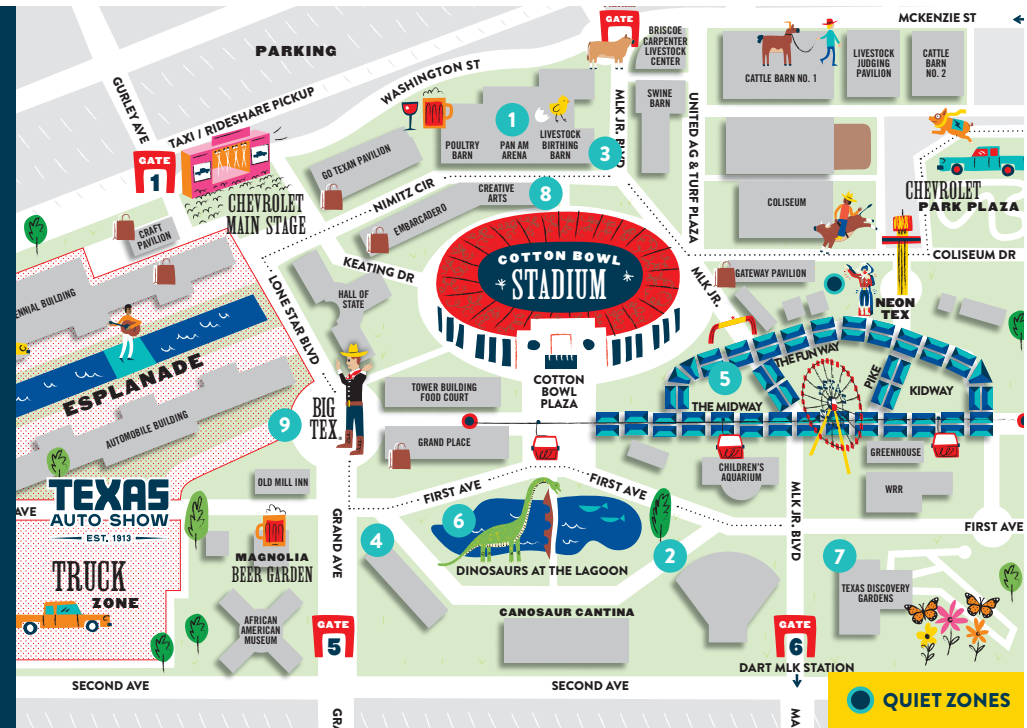 MCKENZIE ST
GATE
BRISCOE
CARPENTER
LIVESTOCK
CENTER
PARKING
CATTLE BARN NO. 1
LIVESTOCK
JUDGING
PAVILION
CATTLE
BARN
NO. 2
WASHINGTON ST
GURLEY AVE
TAXI / RIDESHARE PICKUP
SWINE
BARN
MLK JR. BLVD
UNITED AG & TURF PLAZA
1
POULTRY
BARN
PAN AM
ARENA
LIVESTOCK
BIRTHING
BARN
3
GATE
1
GO TEXAN PAVILION
CHEVROLET
MAIN STAGE
NIMITZ CIR
CREATIVE
ARTS
8
EMBARCADERO
COLISEUM
CHEVROLET
PARK PLAZA
CRAFT
PAVILION
COLISEUM DR
KEATING DR
COTTON BOWL
STADIUM
MLK JR.
GATEWAY PAVILION
NEON
TEX
ENNIAL BUILDING
LONE STAR BLVD
HALL OF
STATE
ESPLANADE
THE FUNWAY
5
PIKE
KIDWAY
THE MIDWAY
COTTON
BOWL
PLAZA
TOWER BUILDING
FOOD COURT
AUTOMOBILE BUILDING
9
BIG
TEX®
GRAND PLACE
GREENHOUSE
CHILDREN'S
AQUARIUM
WRR
OLD MILL INN
TEXAS
AUTO SHOW
EST. 1913
AVE
FIRST AVE
FIRST AVE
FIRST AVE
MLK JR. BLVD
GRAND AVE
6
4
2
7
DINOSAURS AT THE LAGOON
MAGNOLIA
BEER GARDEN
TRUCK
ZONE
TEXAS DISCOVERY
GARDENS
CANOSAUR CANTINA
AFRICAN
AMERICAN
MUSEUM
GATE
5
GATE
6
DART MLK STATION
SECOND AVE
SECOND AVE
GRA
MA
QUIET ZONES